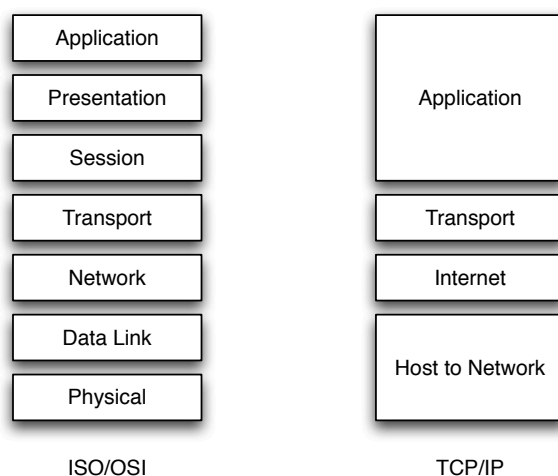 Application
Presentation
Session
Transport
Network
Data Link
Physical
ISO/OSI
Application
Transport
Internet
Host to Network
TCP/IP